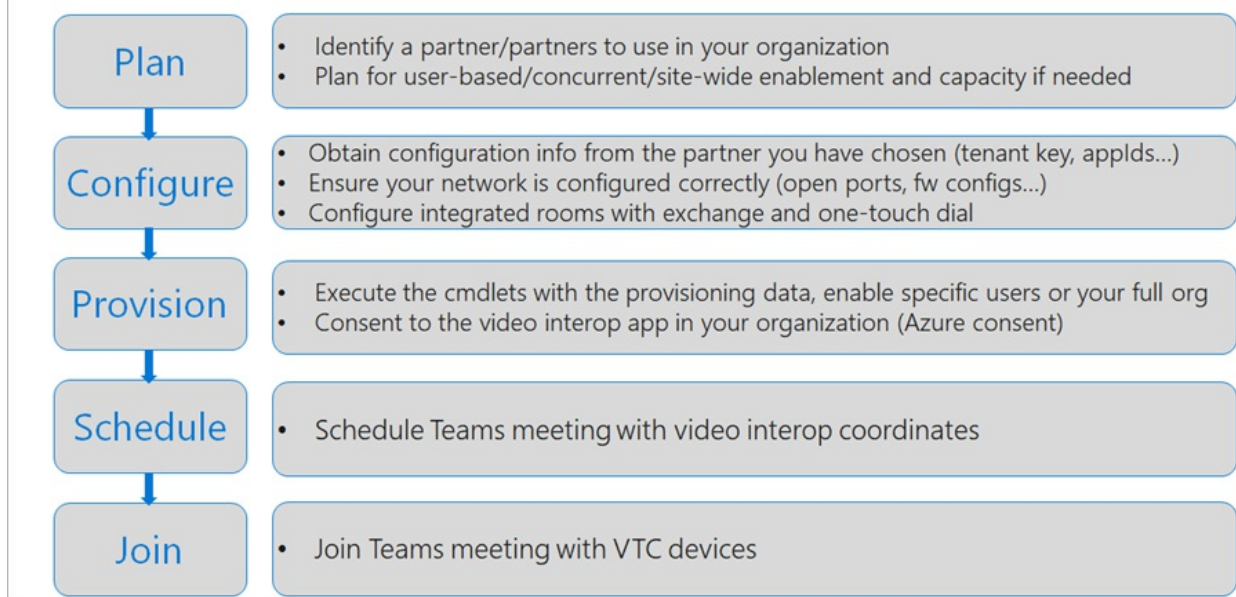 Plan
• Identify a partner/partners to use in your organization
• Plan for user-based/concurrent/site-wide enablement and capacity if needed
Configure
• Obtain configuration info from the partner you have chosen (tenant key, appIds...)
• Ensure your network is configured correctly (open ports, fw configs...)
• Configure integrated rooms with exchange and one-touch dial
Provision
• Execute the cmdlets with the provisioning data, enable specific users or your full org
• Consent to the video interop app in your organization (Azure consent)
Schedule
• Schedule Teams meeting with video interop coordinates
Join
• Join Teams meeting with VTC devices